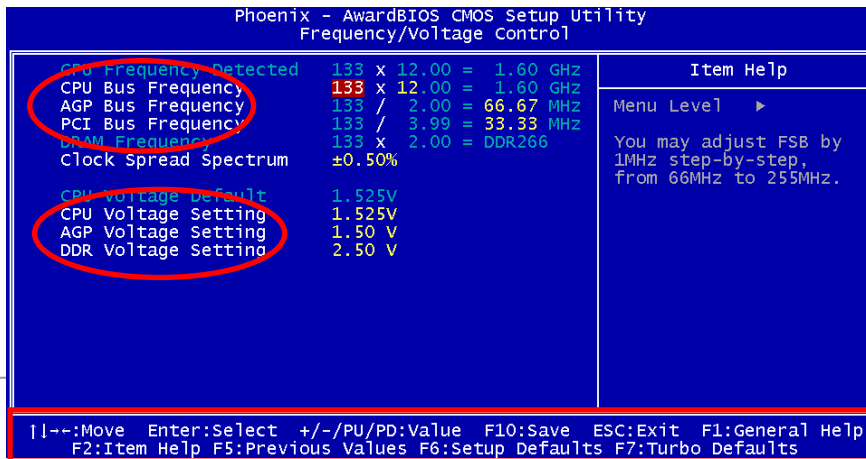 Phoenix - AwardBIOS CMOS Setup Utility
Frequency/Voltage Control
CPU Frequency Detected 133 x 12.00 = 1.60 GHz
CPU Bus Frequency 133 x 12.00 = 1.60 GHz
AGP Bus Frequency 133 / 2.00 = 66.67 MHz
PCI Bus Frequency 133 / 3.99 = 33.33 MHz
DRAM Frequency 133 x 2.00 = DDR266
Clock Spread Spectrum ±0.50%
CPU Voltage Default 1.525V
CPU Voltage Setting 1.525V
AGP Voltage Setting 1.50 V
DDR Voltage Setting 2.50 V
Item Help
Menu Level ▶
You may adjust FSB by
1MHz step-by-step,
from 66MHz to 255MHz.
↑↓→←:Move Enter:Select +/-/PU/PD:Value F10:Save ESC:Exit F1:General Help
F2:Item Help F5:Previous Values F6:Setup Defaults F7:Turbo Defaults